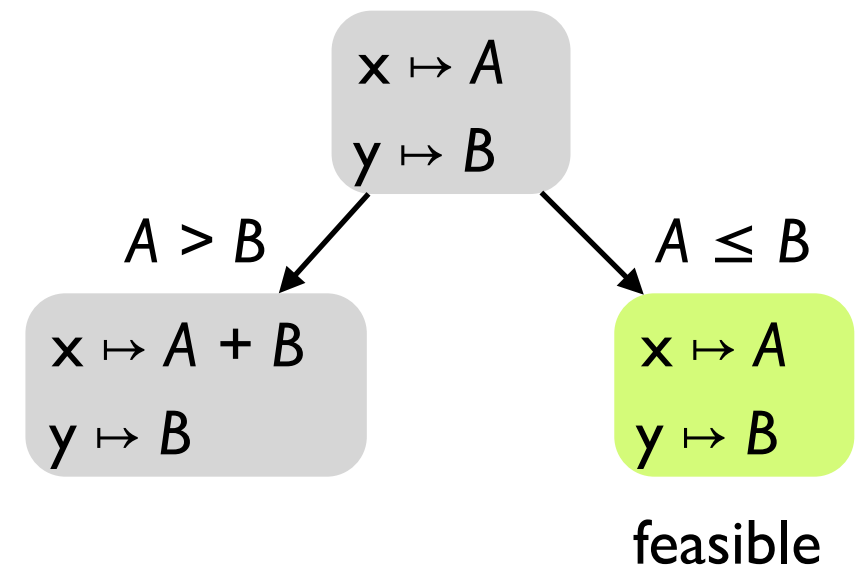 x ↦ A
y ↦ B
A > B
A ≤ B
x ↦ A + B
y ↦ B
x ↦ A
y ↦ B
feasible